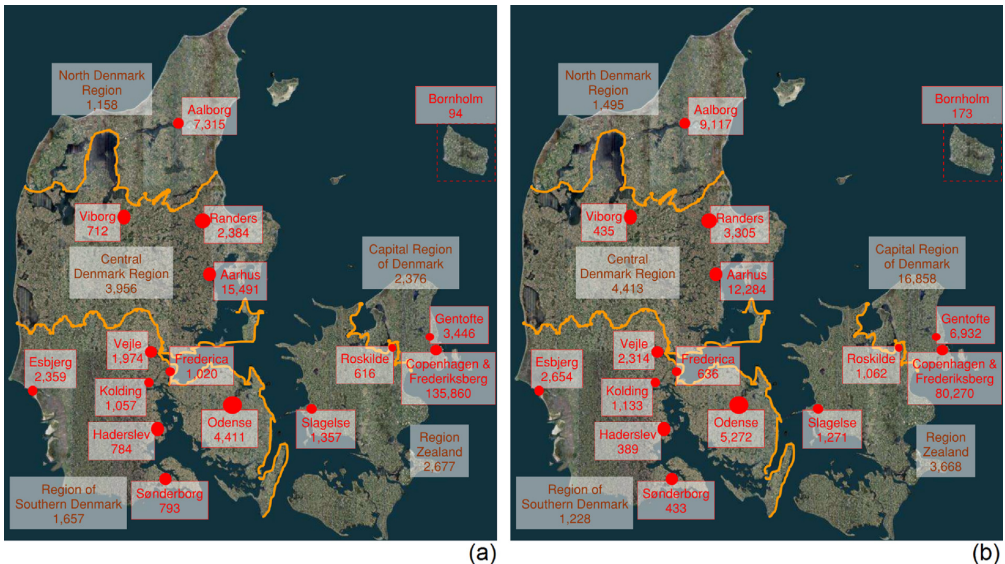 North Denmark
Region
1,158
Aalborg
7,315
Bornholm
94
Viborg
712
Randers
2,384
Central
Denmark Region
3,956
Aarhus
15,491
Capital Region
of Denmark
2,376
Gentofte
3,446
Vejle
1,974
Frederica
1,020
Roskilde
616
Copenhagen &
Frederiksberg
135,860
Esbjerg
2,359
Kolding
1,057
Odense
4,411
Slagelse
1,357
Haderslev
784
Region
Zealand
2,677
Sønderborg
793
Region of
Southern Denmark
1,657
(a)
North Denmark
Region
1,495
Aalborg
9,117
Bornholm
173
Viborg
435
Randers
3,305
Central
Denmark Region
4,413
Aarhus
12,284
Capital Region
of Denmark
16,858
Gentofte
6,932
Vejle
2,314
Frederica
636
Roskilde
1,062
Copenhagen &
Frederiksberg
80,270
Esbjerg
2,654
Kolding
1,133
Odense
5,272
Slagelse
1,271
Haderslev
389
Region
Zealand
3,668
Sønderborg
433
Region of
Southern Denmark
1,228
(b)